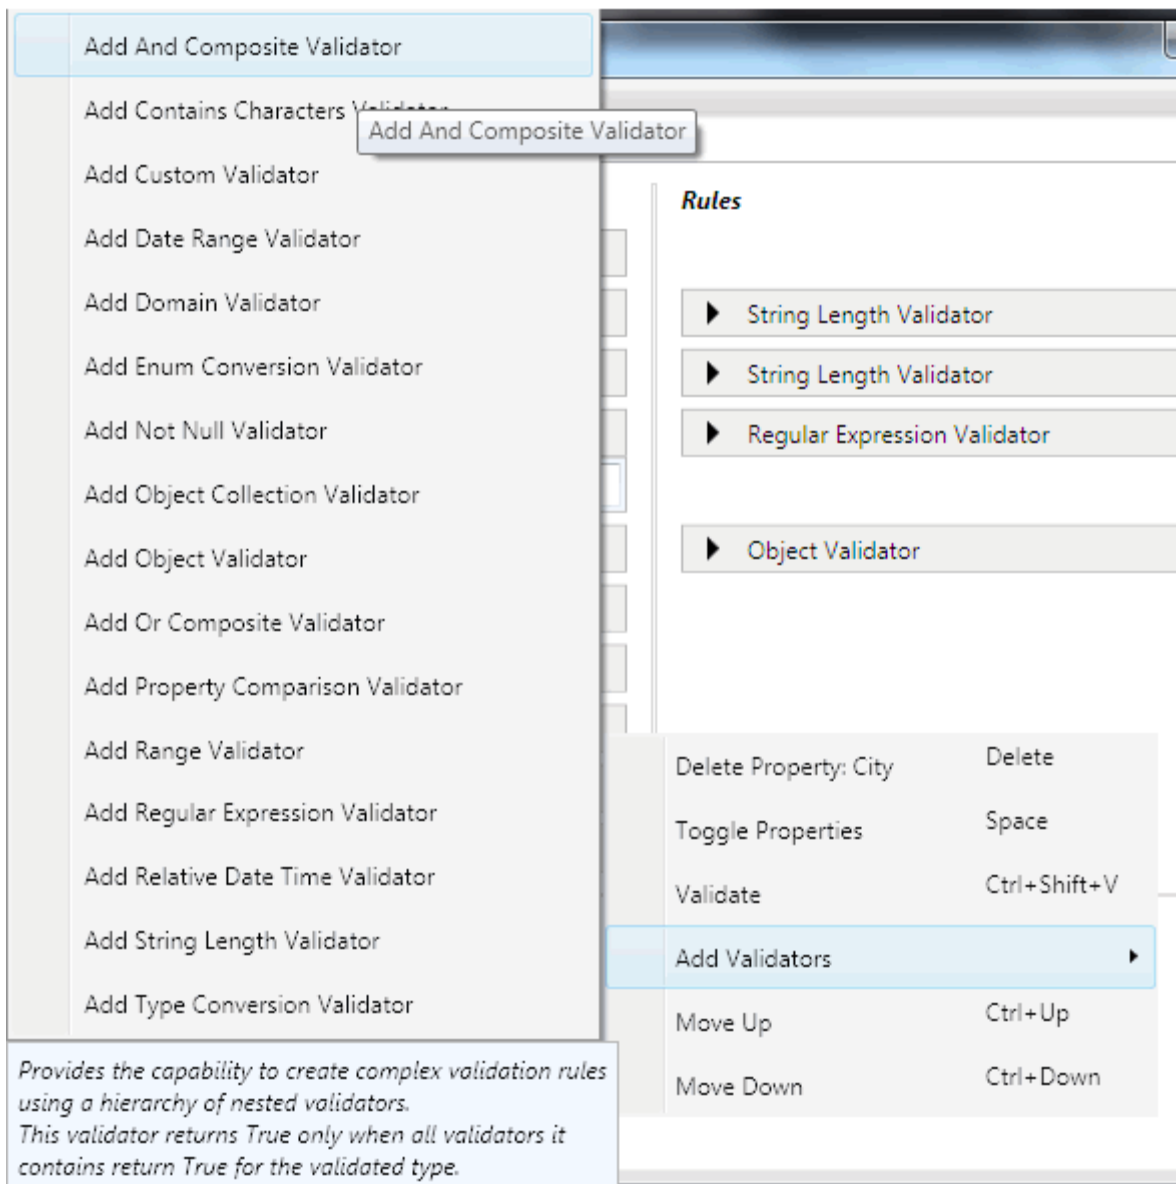 Add And Composite Validator
Add Contains Characters Validator
Add And Composite Validator
Add Custom Validator
Add Date Range Validator
Add Domain Validator
Add Enum Conversion Validator
Add Not Null Validator
Add Object Collection Validator
Add Object Validator
Add Or Composite Validator
Add Property Comparison Validator
Add Range Validator
Add Regular Expression Validator
Add Relative Date Time Validator
Add String Length Validator
Add Type Conversion Validator
Provides the capability to create complex validation rules
using a hierarchy of nested validators.
This validator returns True only when all validators it
contains return True for the validated type.
Rules
String Length Validator
String Length Validator
Regular Expression Validator
Object Validator
Delete Property: City Delete
Toggle Properties Space
Validate Ctrl+Shift+V
Add Validators
Move Up Ctrl+Up
Move Down Ctrl+Down